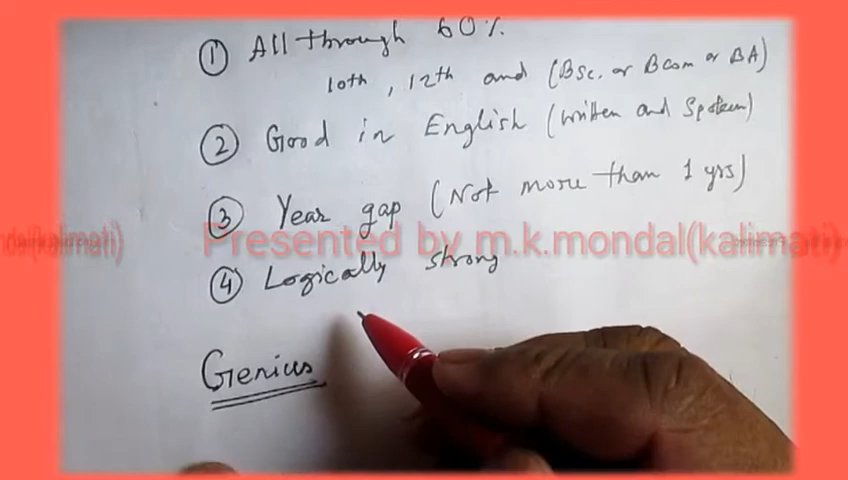 ① All through 60%
10th, 12th and (BSc. or Bcom or BA)
② Good in English (written and Spoken)
③ Year gap (Not more than 1 yrs)
Presented by m.k.mondal(kalimati)
④ Logically strong
Genius